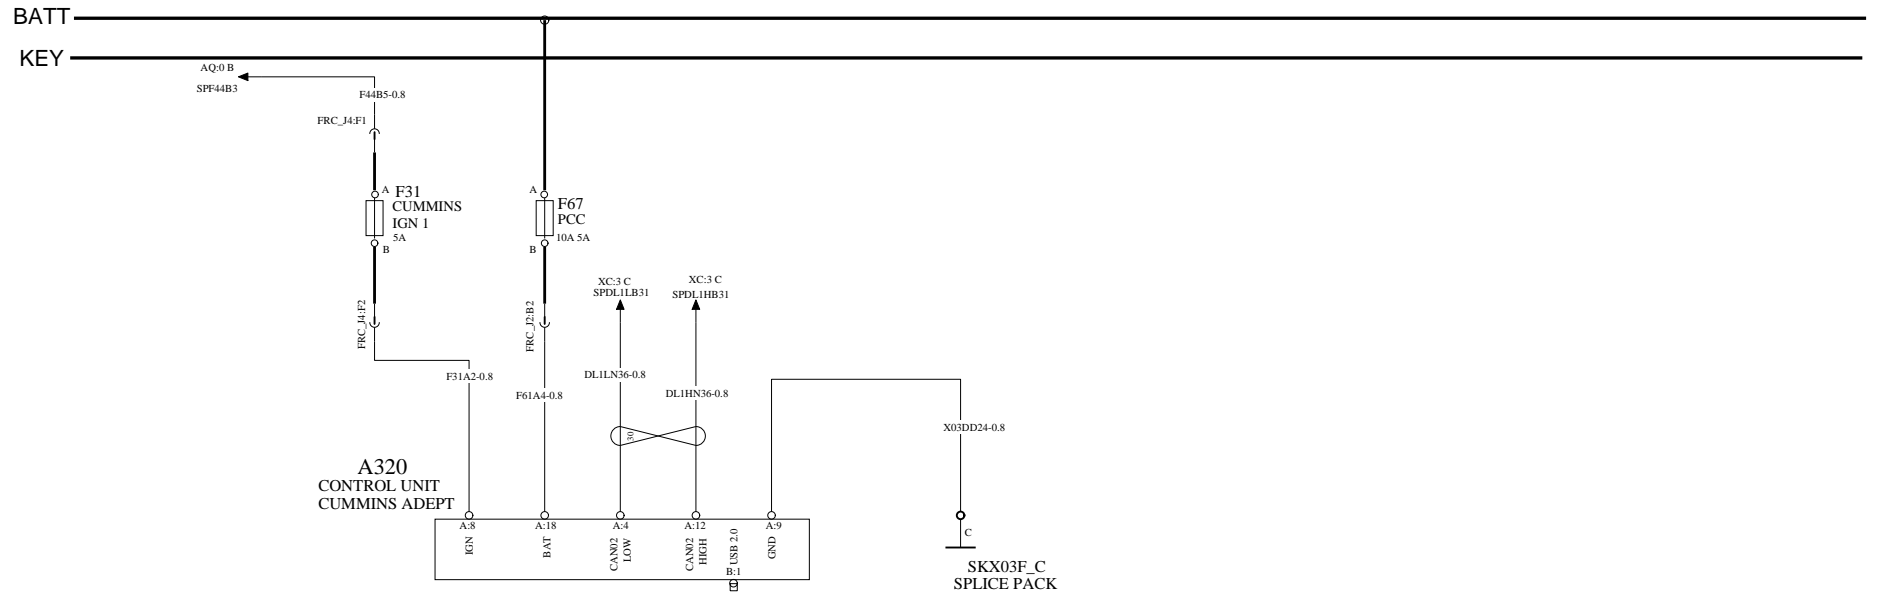 BATT
KEY
AQ:0 B
SPF44B3
F44B5-0.8
FRC_J4:F1
A
F31
CUMMINS
IGN 1
5A
B
A
F67
PCC
10A 5A
B
FRC_J4:F2
FRC_J2:B2
XC:3 C
SPDL1LB31
XC:3 C
SPDL1HB31
F31A2-0.8
F61A4-0.8
DL1LN36-0.8
DL1HN36-0.8
X03DD24-0.8
30
A320
CONTROL UNIT
CUMMINS ADEPT
A:8
IGN
A:18
BAT
A:4
CAN02
LOW
A:12
CAN02
HIGH
USB 2.0
B:1
A:9
GND
C
SKX03F_C
SPLICE PACK